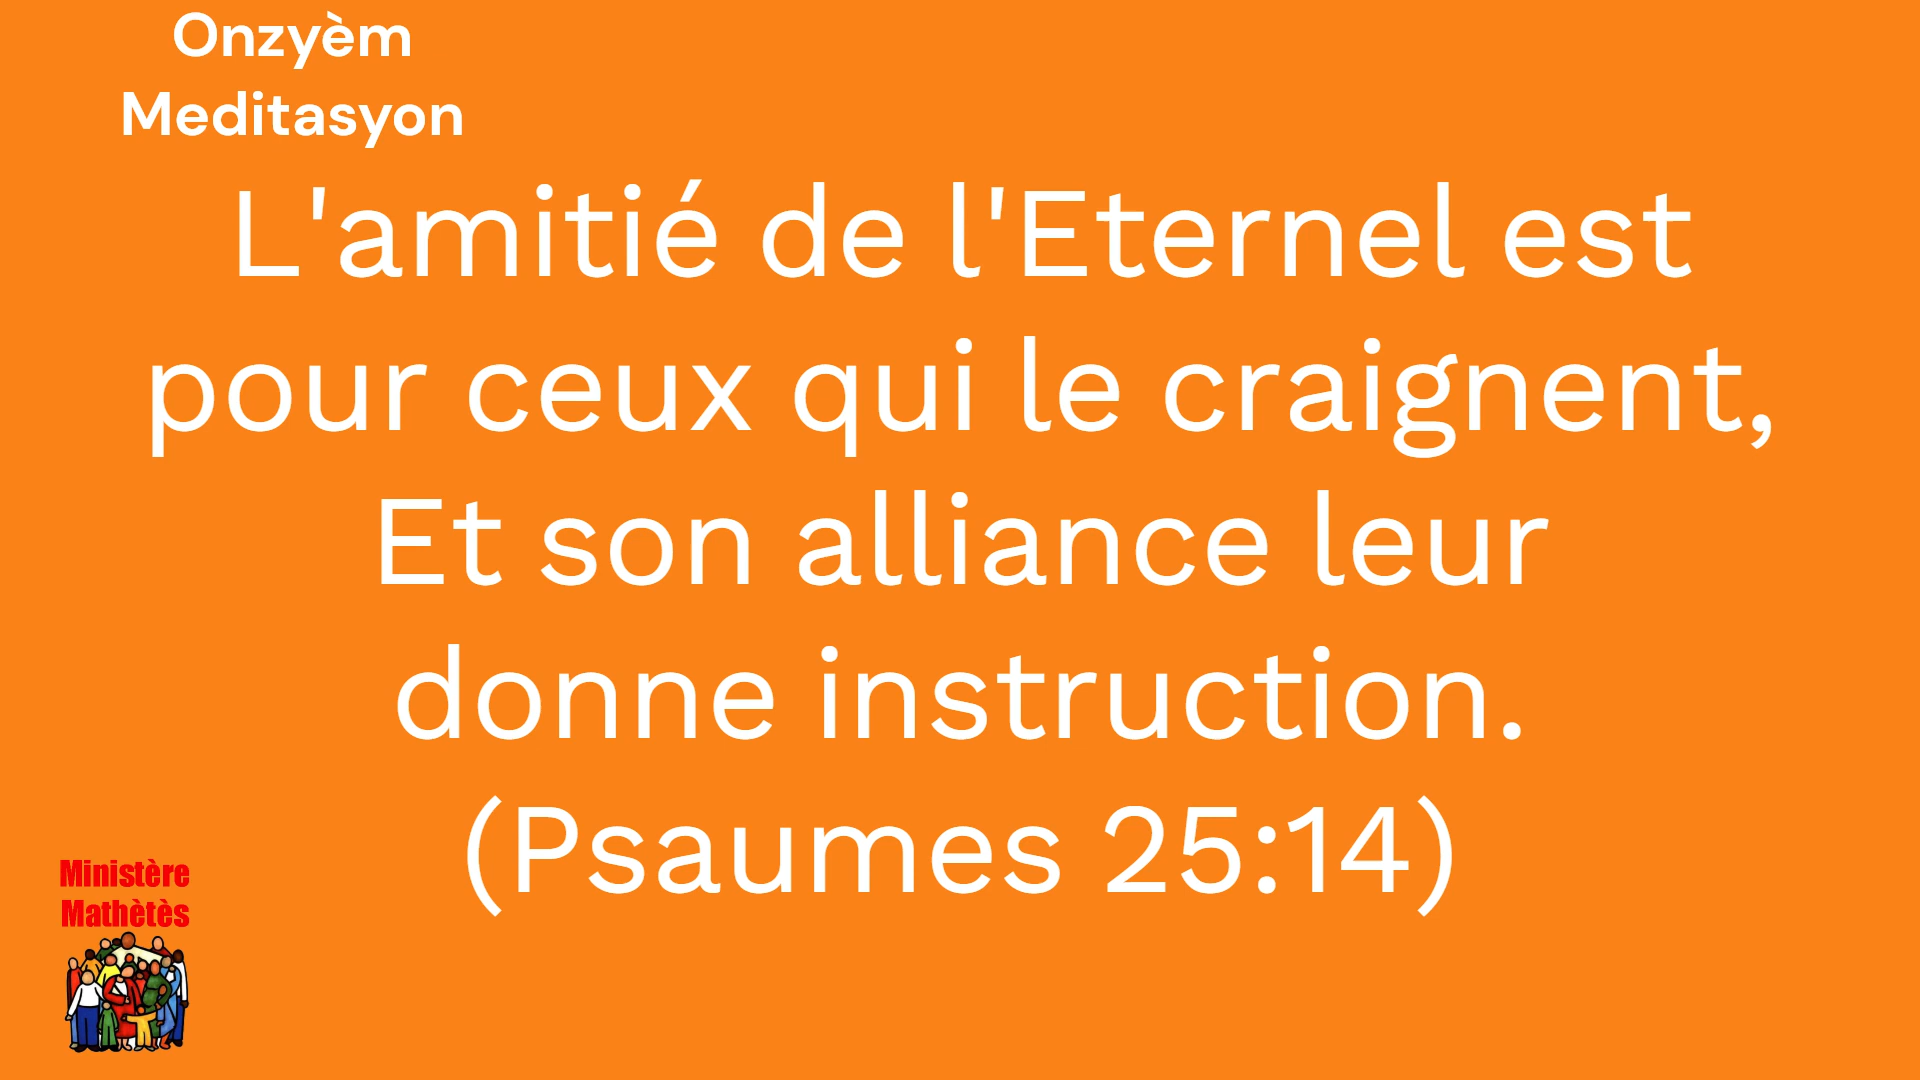 Onzyèm
Meditasyon
L'amitié de l'Eternel est
pour ceux qui le craignent,
Et son alliance leur
donne instruction.
(Psaumes 25:14)
Ministère
Mathètès